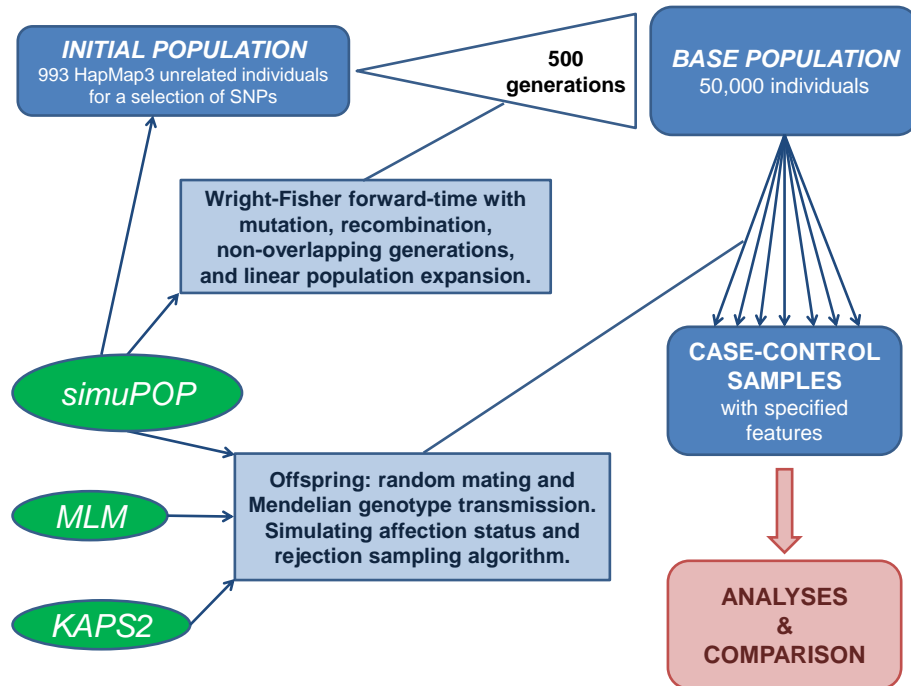 INITIAL POPULATION
993 HapMap3 unrelated individuals
for a selection of SNPs
500
generations
BASE POPULATION
50,000 individuals
Wright-Fisher forward-time with
mutation, recombination,
non-overlapping generations,
and linear population expansion.
simuPOP
CASE-CONTROL
SAMPLES
with specified
features
MLM
Offspring: random mating and
Mendelian genotype transmission.
Simulating affection status and
rejection sampling algorithm.
KAPS2
ANALYSES
&
COMPARISON